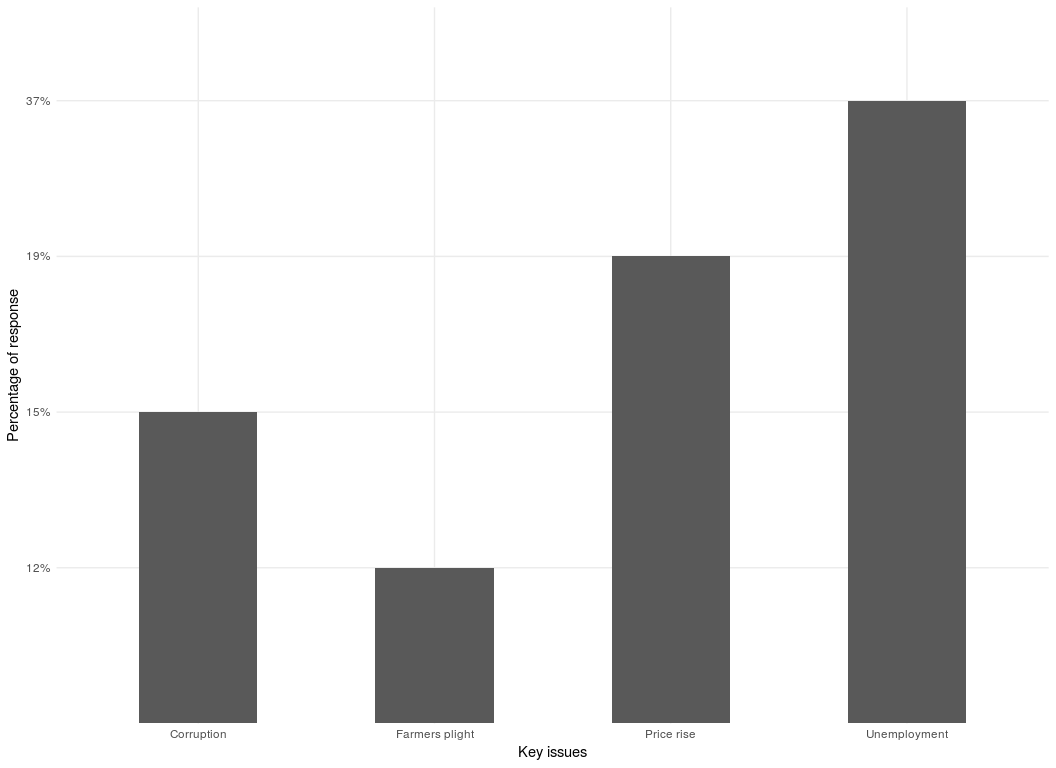 37%
19%
15%
12%
Percentage of response
Corruption
Farmers plight
Price rise
Unemployment
Key issues